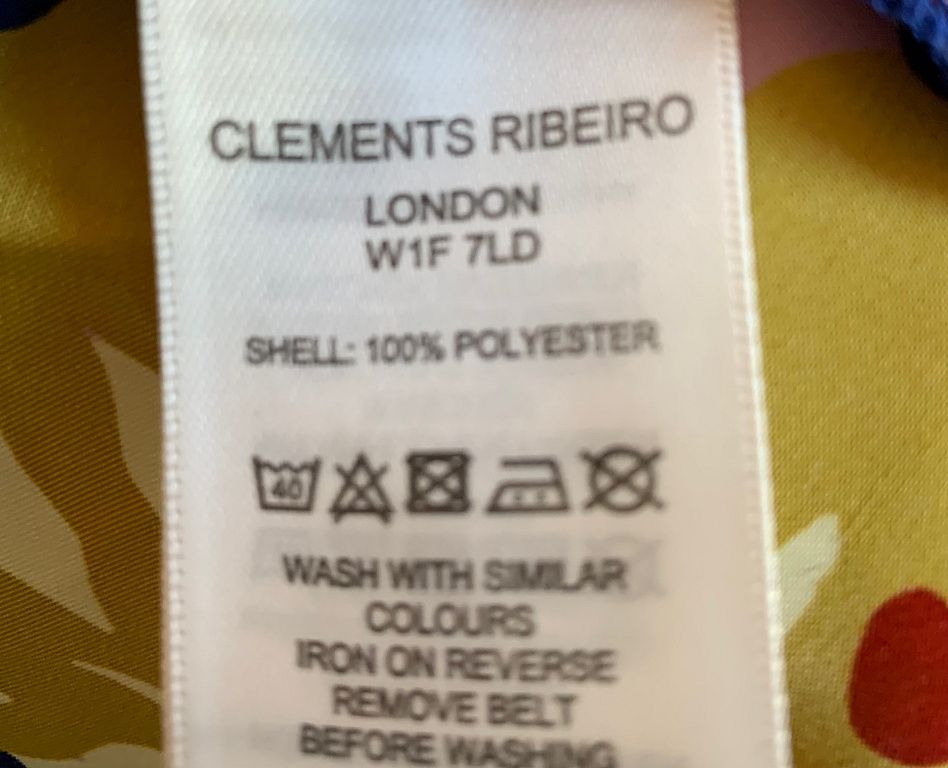 CLEMENTS RIBEIRO
LONDON
W1F 7LD
SHELL: 100% POLYESTER
40
WASH WITH SIMILAR
COLOURS
IRON ON REVERSE
REMOVE BELT
BEFORE WASHING